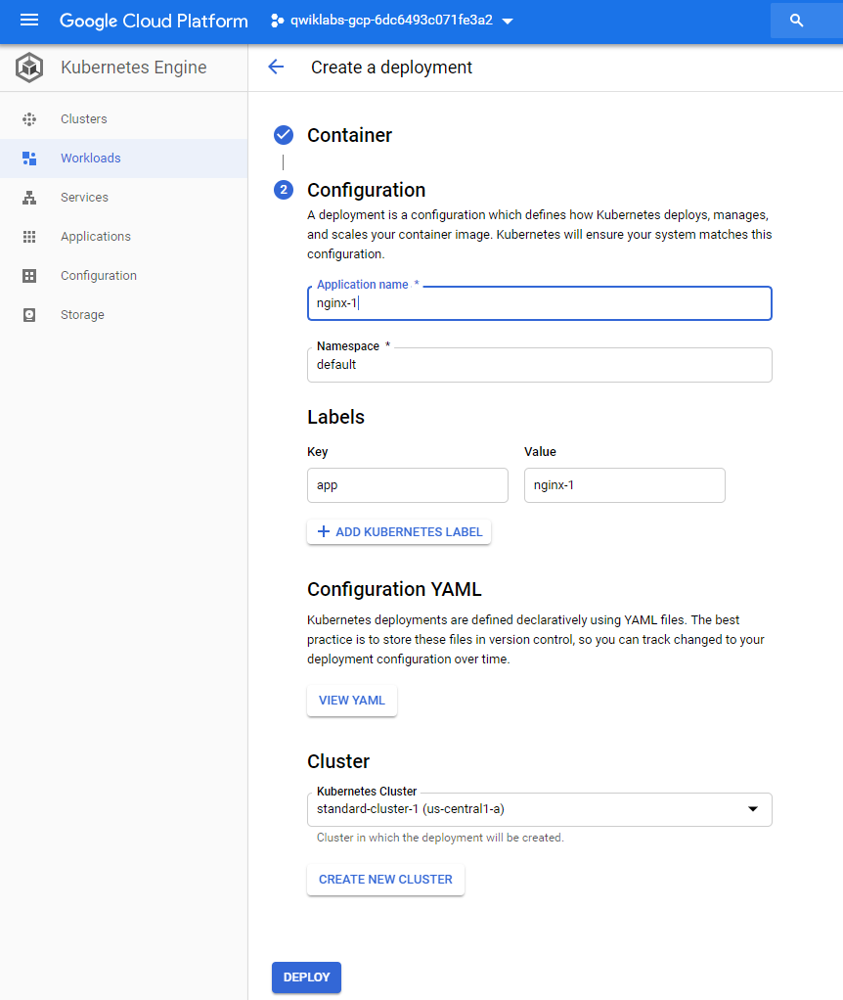 Google Cloud Platform
qwiklabs-gcp-6dc6493c071fe3a2
Kubernetes Engine
Create a deployment
Clusters
Workloads
Services
Applications
Configuration
Storage
Container
2
Configuration
A deployment is a configuration which defines how Kubernetes deploys, manages,
and scales your container image. Kubernetes will ensure your system matches this
configuration.
Application name *
nginx-1
Namespace *
default
Labels
Key Value
app nginx-1
+ ADD KUBERNETES LABEL
Configuration YAML
Kubernetes deployments are defined declaratively using YAML files. The best
practice is to store these files in version control, so you can track changed to your
deployment configuration over time.
VIEW YAML
Cluster
Kubernetes Cluster
standard-cluster-1 (us-central1-a)
Cluster in which the deployment will be created.
CREATE NEW CLUSTER
DEPLOY